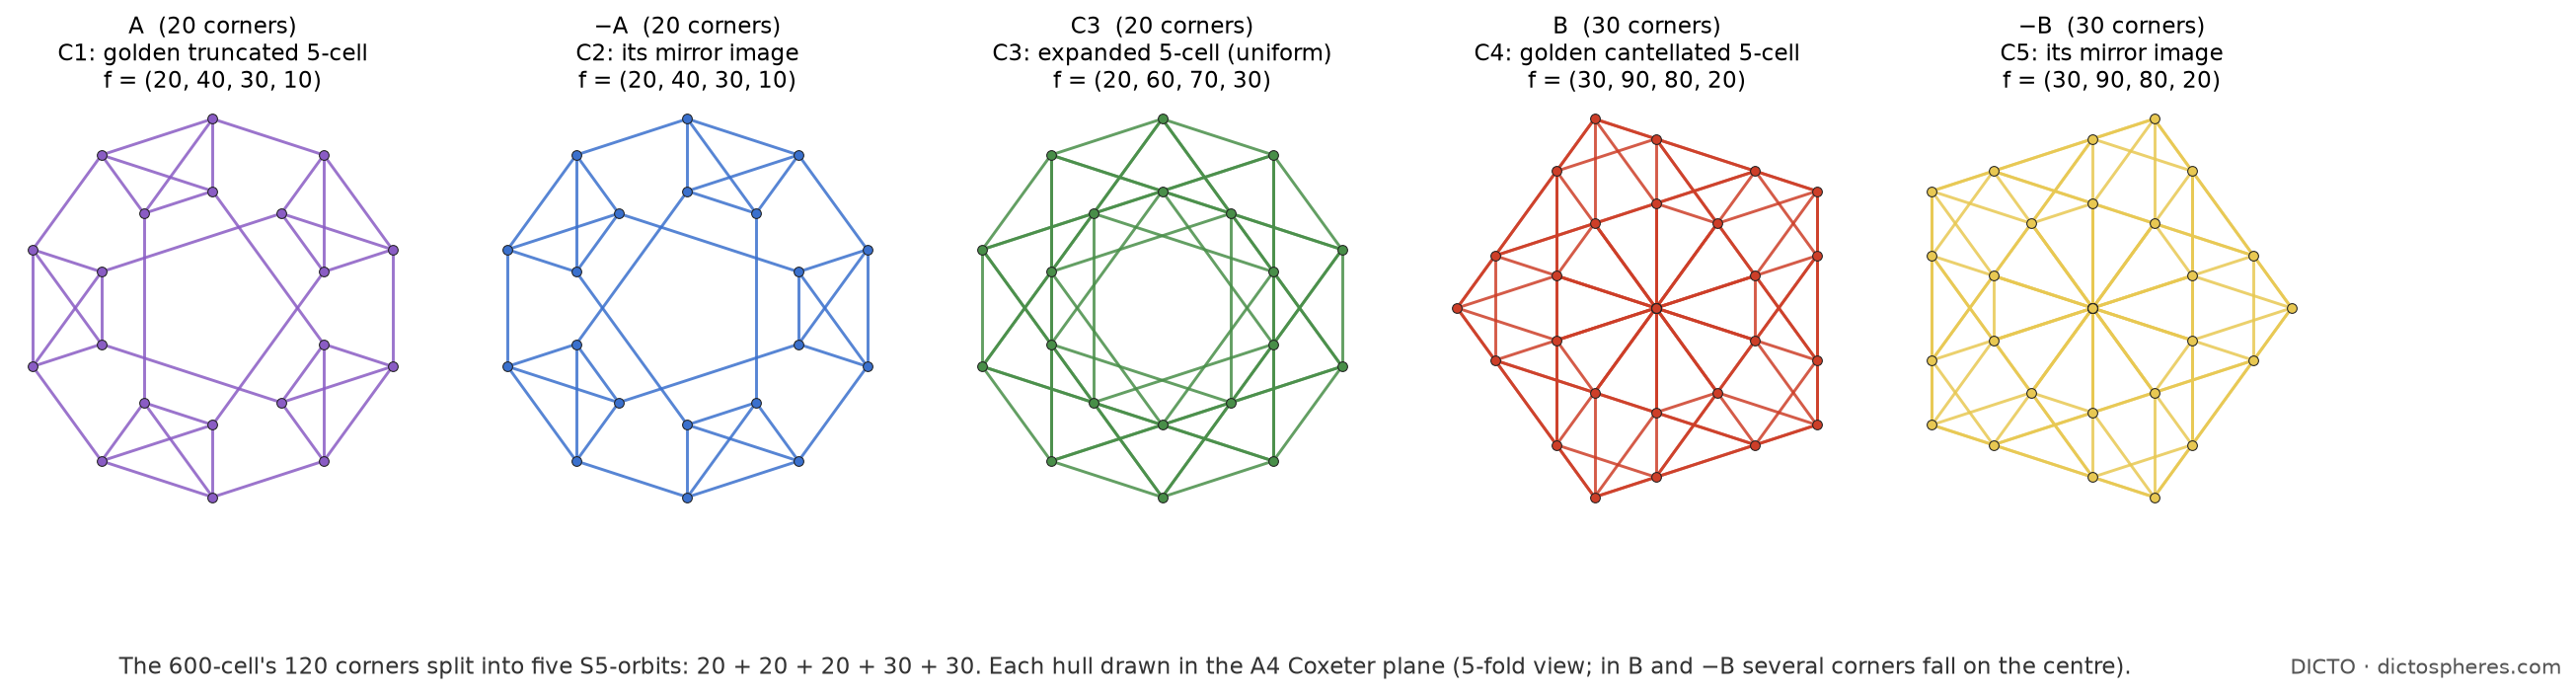 A  (20 corners)
C1: golden truncated 5-cell
f = (20, 40, 30, 10)
−A  (20 corners)
C2: its mirror image
f = (20, 40, 30, 10)
C3  (20 corners)
C3: expanded 5-cell (uniform)
f = (20, 60, 70, 30)
B  (30 corners)
C4: golden cantellated 5-cell
f = (30, 90, 80, 20)
−B  (30 corners)
C5: its mirror image
f = (30, 90, 80, 20)
The 600-cell's 120 corners split into five S5-orbits: 20 + 20 + 20 + 30 + 30. Each hull drawn in the A4 Coxeter plane (5-fold view; in B and −B several corners fall on the centre).
DICTO · dictospheres.com